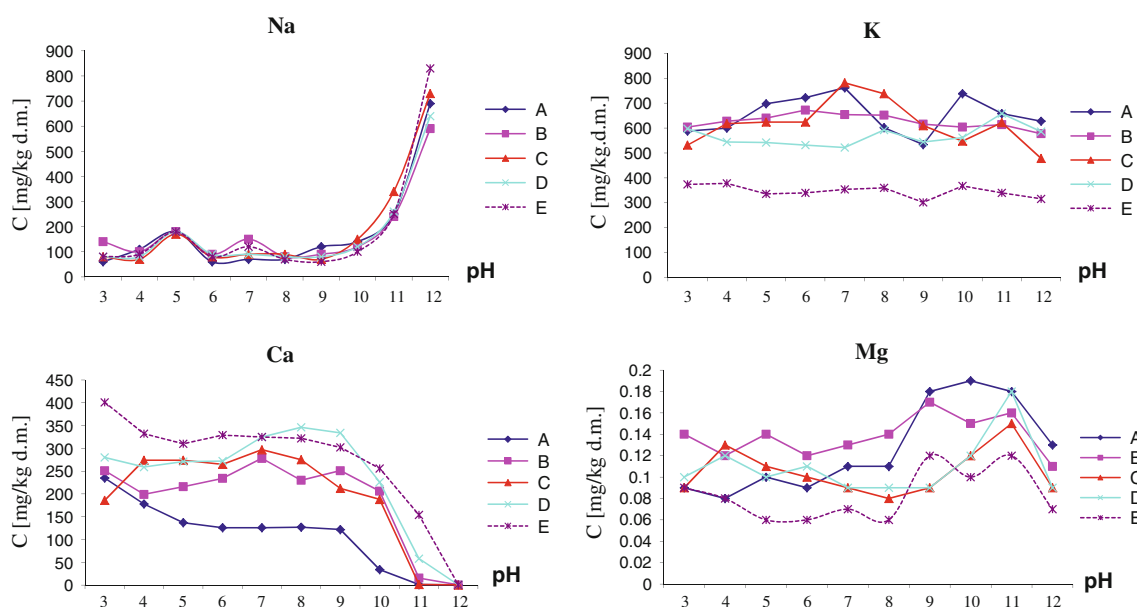 Na
C [mg/kg d.m.]
900
800
700
600
500
400
300
200
100
0
3 4 5 6 7 8 9 10 11 12
pH
A
B
C
D
E
K
C [mg/kg.d.m.]
900
800
700
600
500
400
300
200
100
0
3 4 5 6 7 8 9 10 11 12
pH
A
B
C
D
E
Ca
C [mg/kg d.m.]
450
400
350
300
250
200
150
100
50
0
3 4 5 6 7 8 9 10 11 12
pH
A
B
C
D
E
Mg
C [mg/kg d.m.]
0.2
0.18
0.16
0.14
0.12
0.1
0.08
0.06
0.04
0.02
0
3 4 5 6 7 8 9 10 11 12
pH
A
B
C
D
E